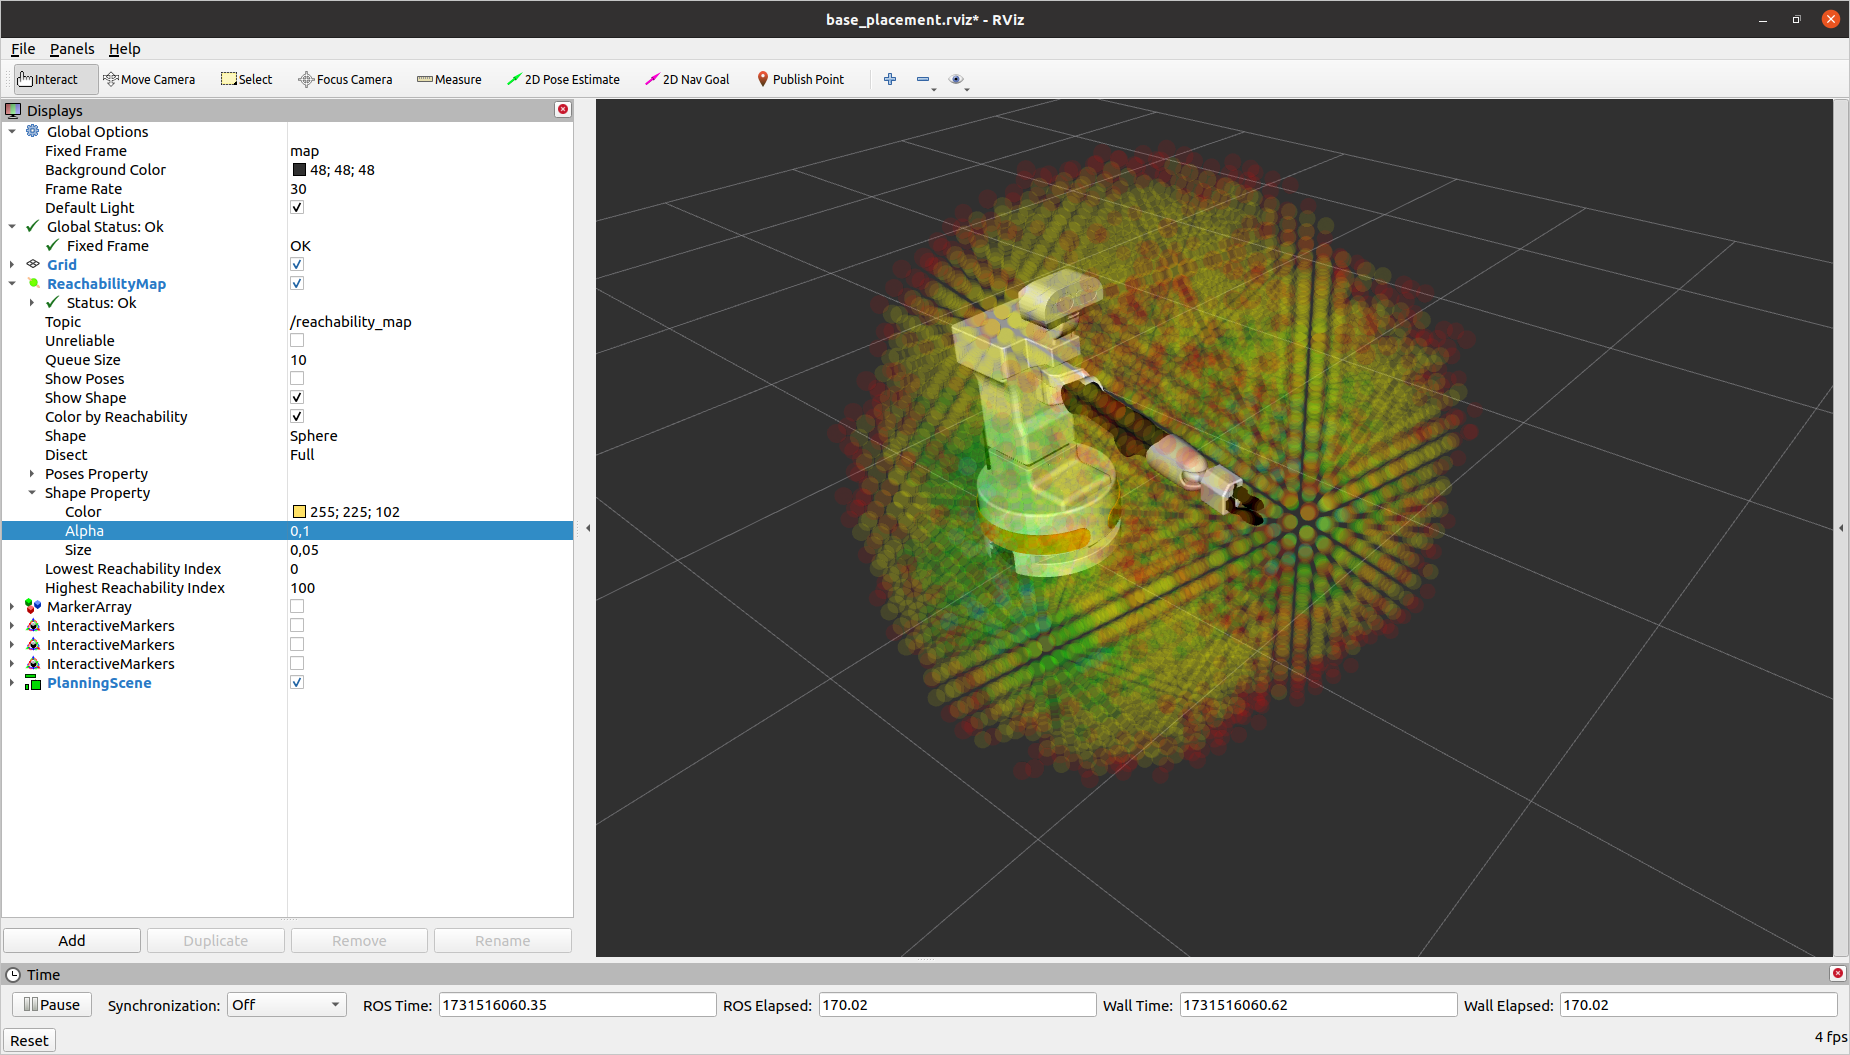 base_placement.rviz* - RViz
File Panels Help
Interact Move Camera Select Focus Camera Measure 2D Pose Estimate 2D Nav Goal Publish Point
Displays
Global Options
Fixed Frame map
Background Color 48; 48; 48
Frame Rate 30
Default Light
Global Status: Ok
Fixed Frame OK
Grid
ReachabilityMap
Status: Ok
Topic /reachability_map
Unreliable
Queue Size 10
Show Poses
Show Shape
Color by Reachability
Shape Sphere
Disect Full
Poses Property
Shape Property
Color 255; 225; 102
Alpha 0,1
Size 0,05
Lowest Reachability Index 0
Highest Reachability Index 100
MarkerArray
InteractiveMarkers
InteractiveMarkers
InteractiveMarkers
PlanningScene
Add Duplicate Remove Rename
Time
Pause Synchronization: Off ROS Time: 1731516060.35 ROS Elapsed: 170.02 Wall Time: 1731516060.62 Wall Elapsed: 170.02
Reset 4 fps